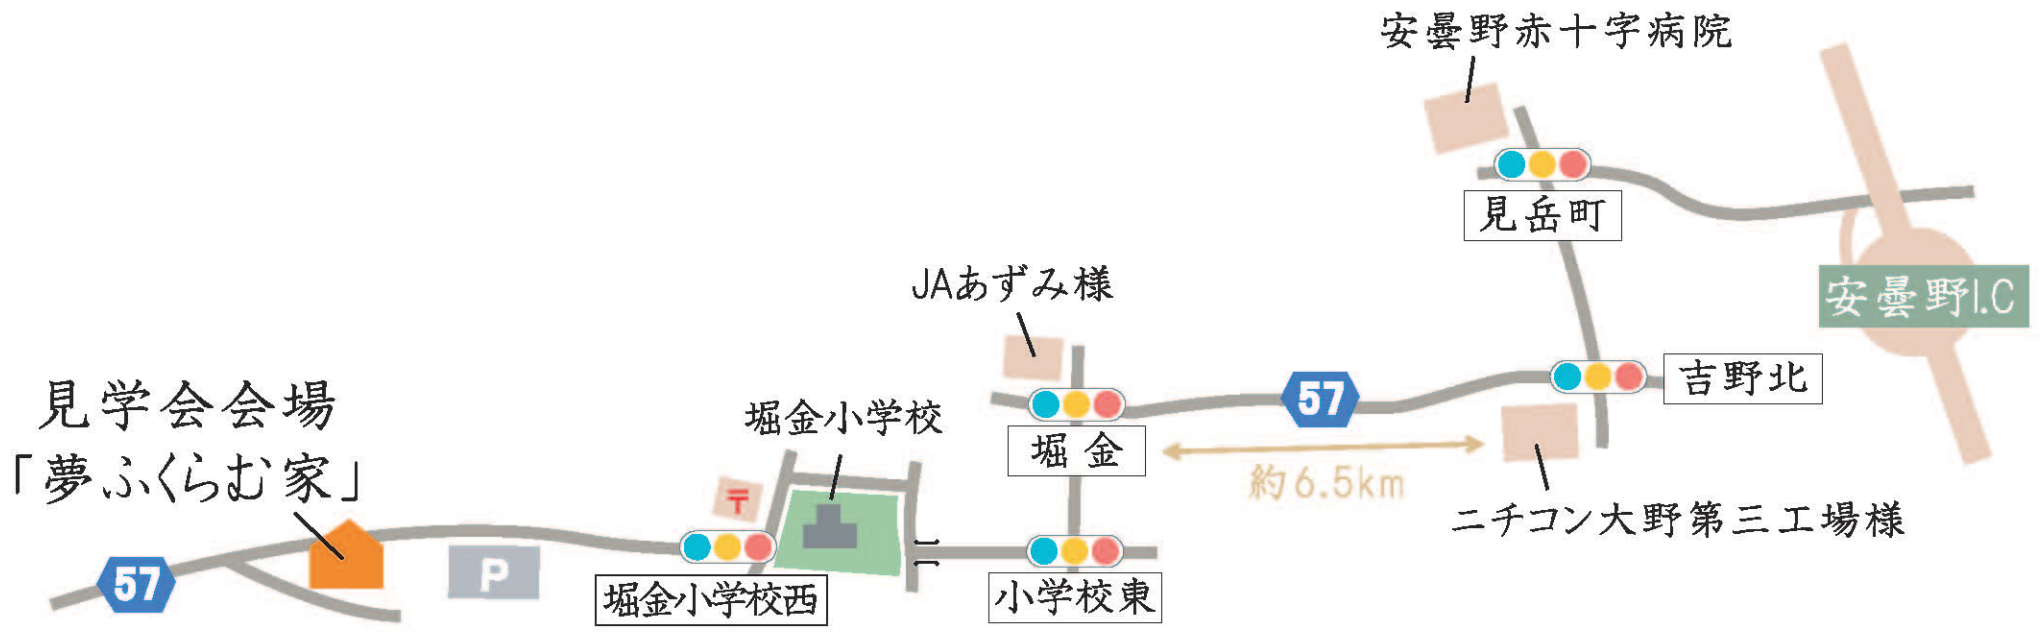 安曇野赤十字病院
見岳町
安曇野I.C
JAあずみ様
吉野北
57
見学会会場
「夢ふくらむ家」
堀金小学校
堀金
約6.5km
ニチコン大野第三工場様
〒
57
P
堀金小学校西
小学校東